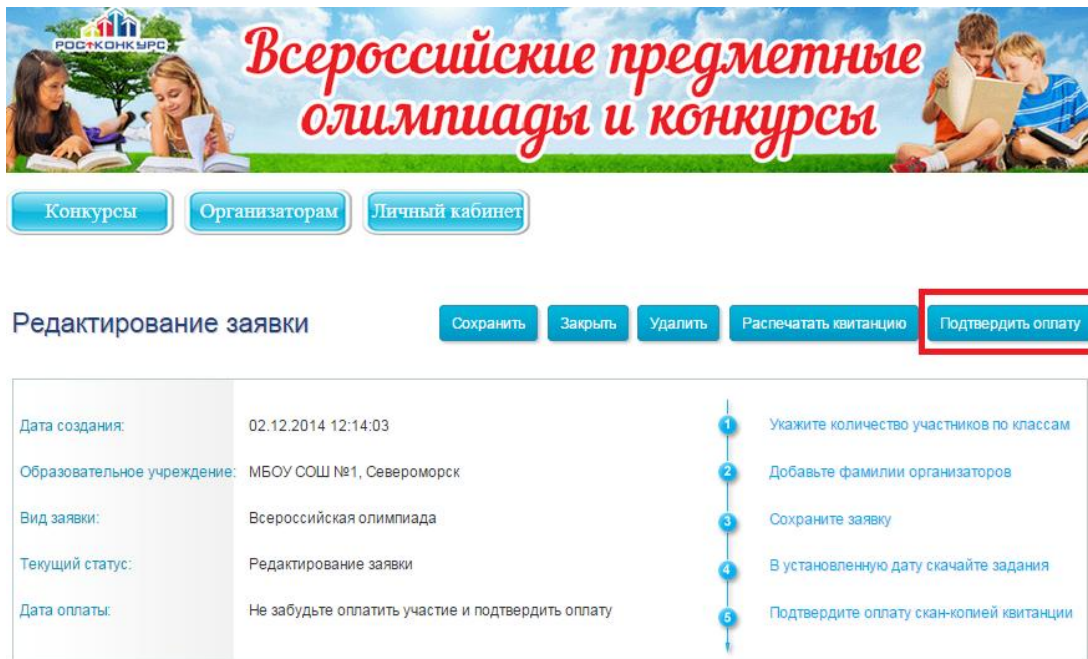 РОСТКОНКУРС
Всероссийские предметные
олимпиады и конкурсы
Конкурсы
Организаторам
Личный кабинет
Редактирование заявки
Сохранить
Закрыть
Удалить
Распечатать квитанцию
Подтвердить оплату
Дата создания: 02.12.2014 12:14:03
Образовательное учреждение: МБОУ СОШ №1, Североморск
Вид заявки: Всероссийская олимпиада
Текущий статус: Редактирование заявки
Дата оплаты: Не забудьте оплатить участие и подтвердить оплату
1 Укажите количество участников по классам
2 Добавьте фамилии организаторов
3 Сохраните заявку
4 В установленную дату скачайте задания
5 Подтвердите оплату скан-копией квитанции